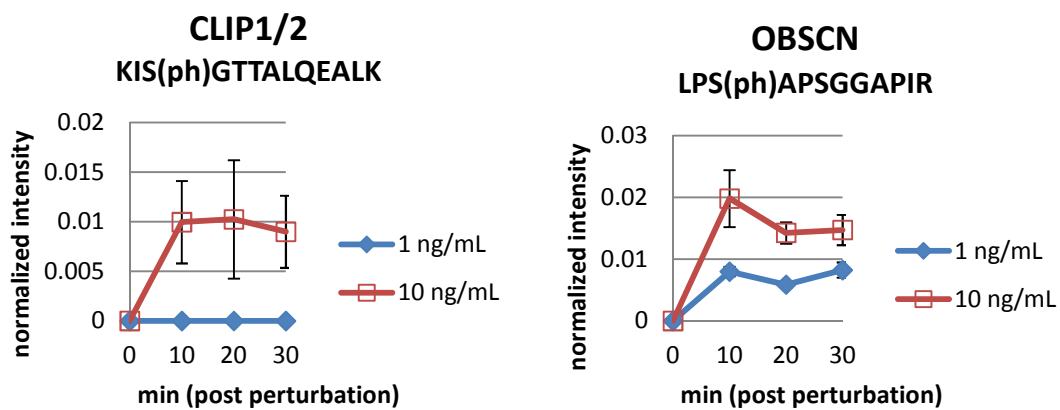 CLIP1/2
KIS(ph)GTTALQEALK
normalized intensity
0.02
0.015
0.01
0.005
0
0 10 20 30
min (post perturbation)
1 ng/mL
10 ng/mL
OBSCN
LPS(ph)APSGGAPIR
normalized intensity
0.03
0.02
0.01
0
0 10 20 30
min (post perturbation)
1 ng/mL
10 ng/mL